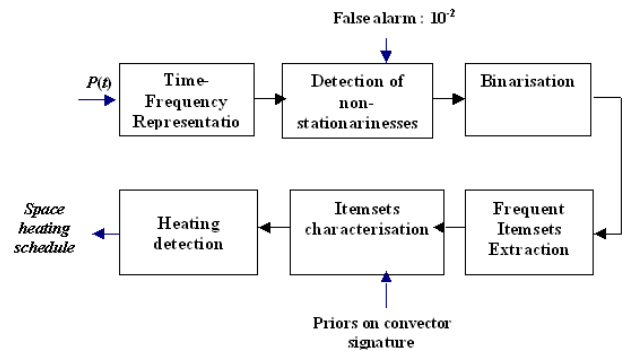 False alarm : 10⁻²
P(t)
Time-
Frequency
Representatio
Detection of
non-
stationarinesses
Binarisation
Space
heating
schedule
Heating
detection
Itemsets
characterisation
Frequent
Itemsets
Extraction
Priors on convector
signature